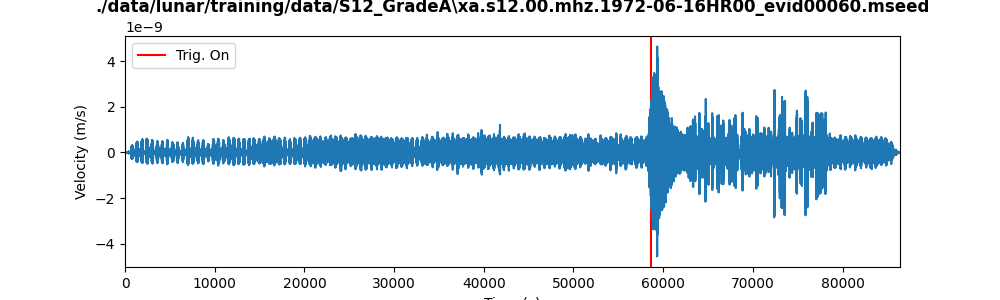 ./data/lunar/training/data/S12_GradeA\xa.s12.00.mhz.1972-06-16HR00_evid00060.mseed
1e−9
Trig. On
4
2
0
−2
−4
Velocity (m/s)
0 10000 20000 30000 40000 50000 60000 70000 80000